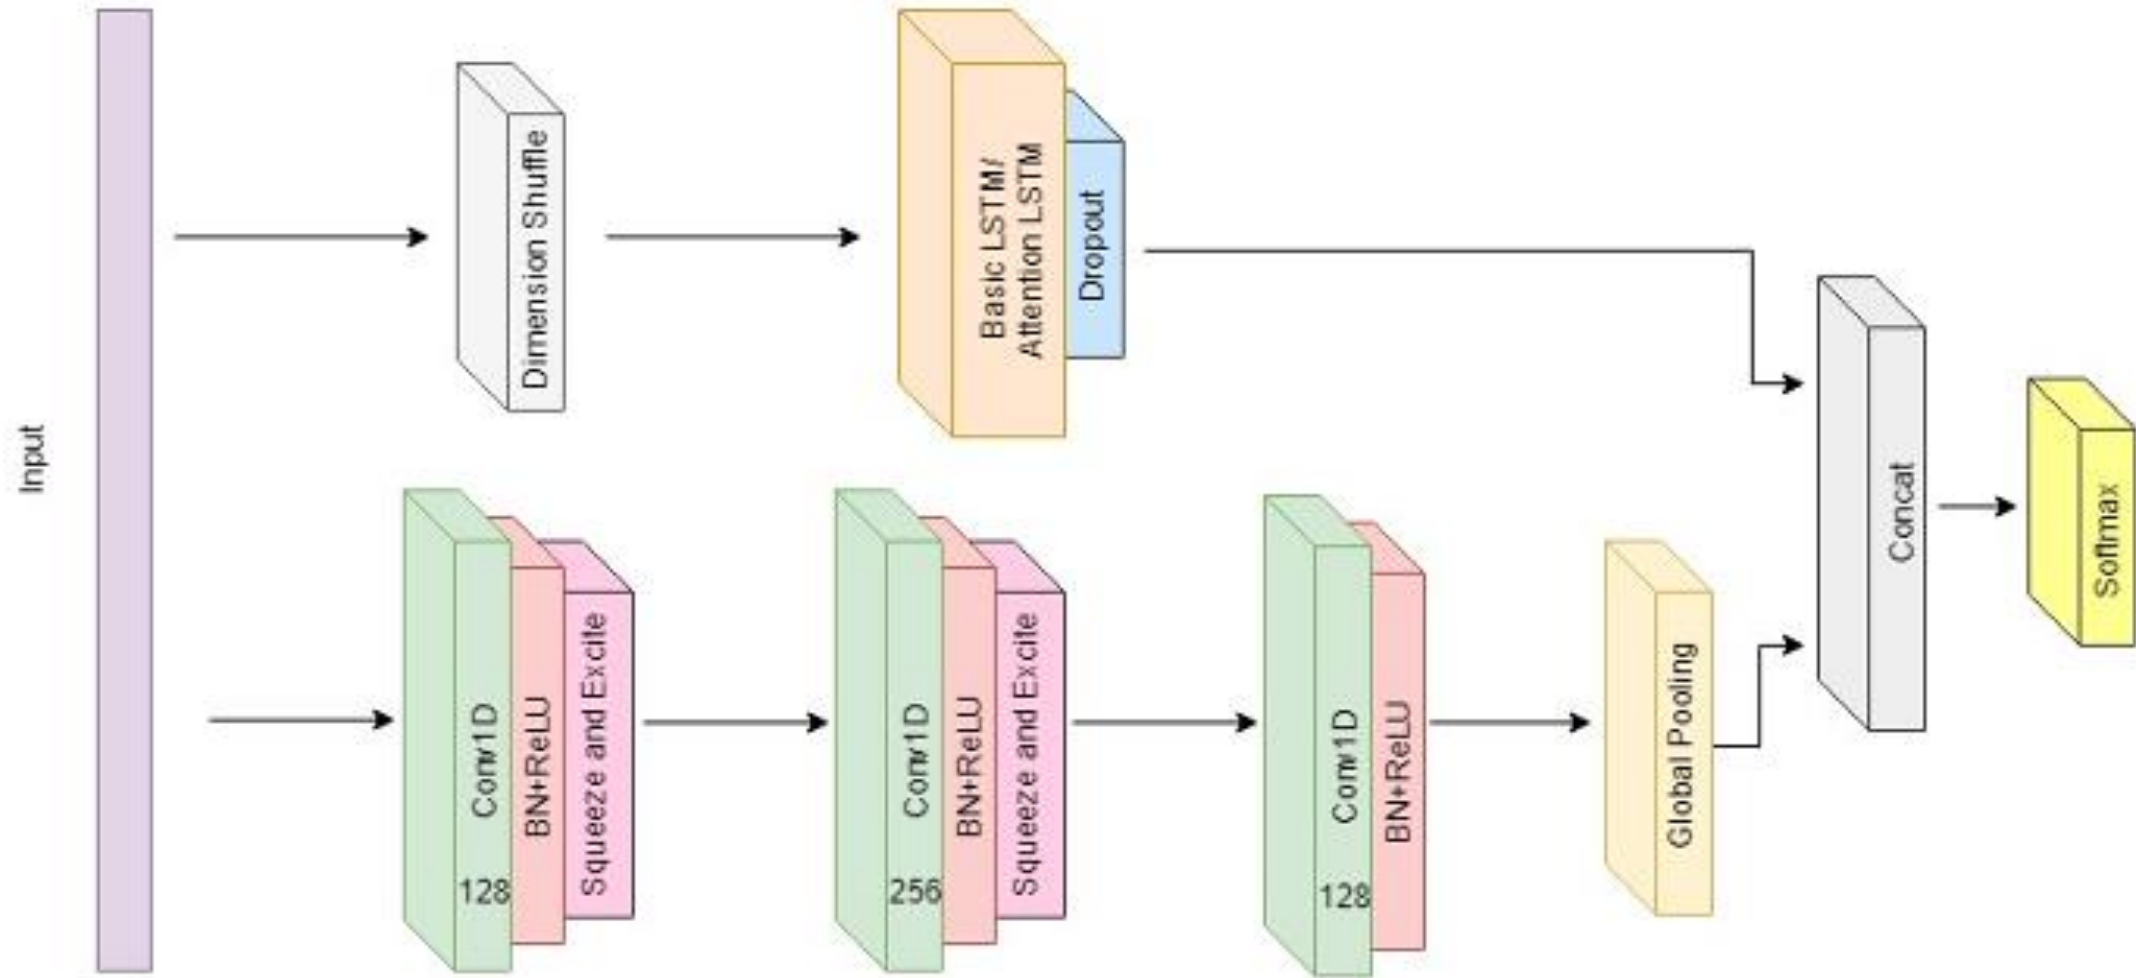 Input
Dimension Shuffle
Basic LSTM/
Attention LSTM
Dropout
Conv1D
128
BN+ReLU
Squeeze and Excite
Conv1D
256
BN+ReLU
Squeeze and Excite
Conv1D
128
BN+ReLU
Global Pooling
Concat
Softmax